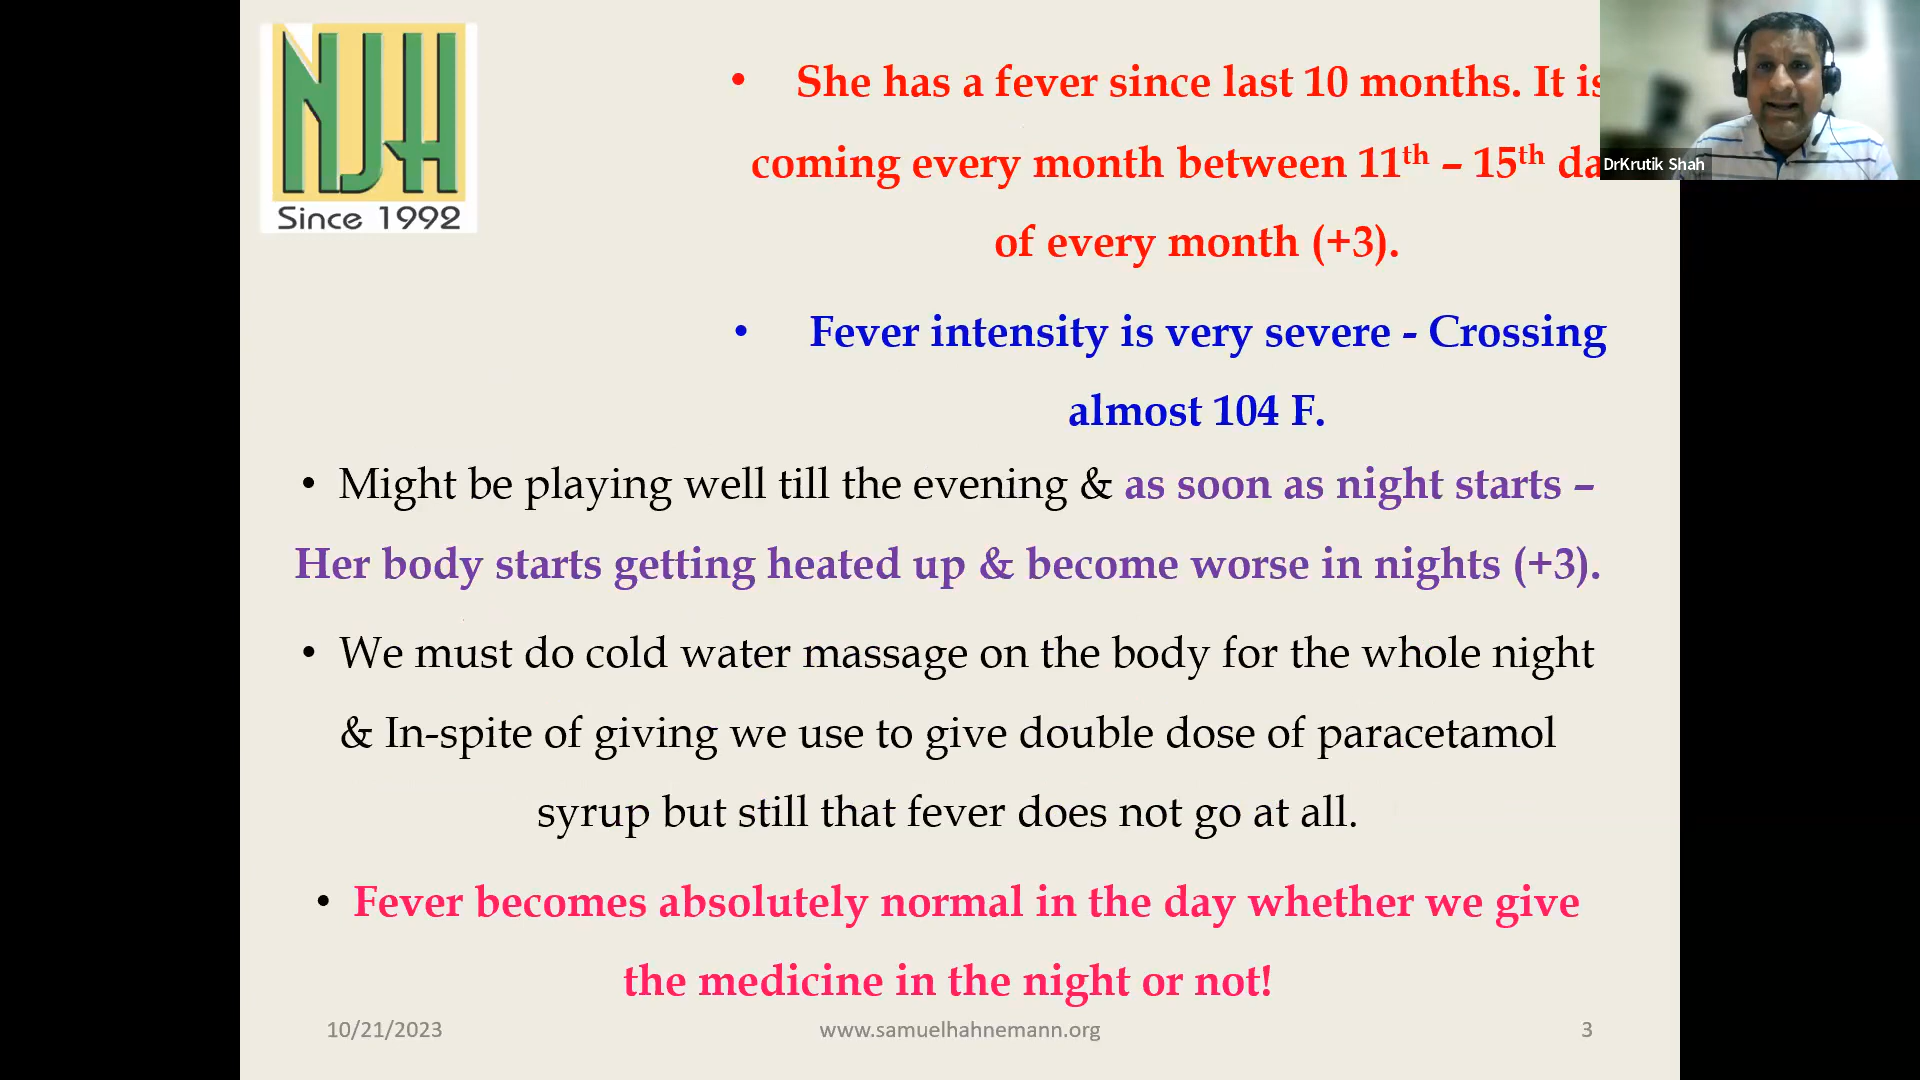 NJH
Since 1992
• She has a fever since last 10 months. It is
coming every month between 11th – 15th da
of every month (+3).
• Fever intensity is very severe - Crossing
almost 104 F.
• Might be playing well till the evening & as soon as night starts –
Her body starts getting heated up & become worse in nights (+3).
• We must do cold water massage on the body for the whole night
& In-spite of giving we use to give double dose of paracetamol
syrup but still that fever does not go at all.
• Fever becomes absolutely normal in the day whether we give
the medicine in the night or not!
10/21/2023 www.samuelhahnemann.org 3
DrKrutik Shah